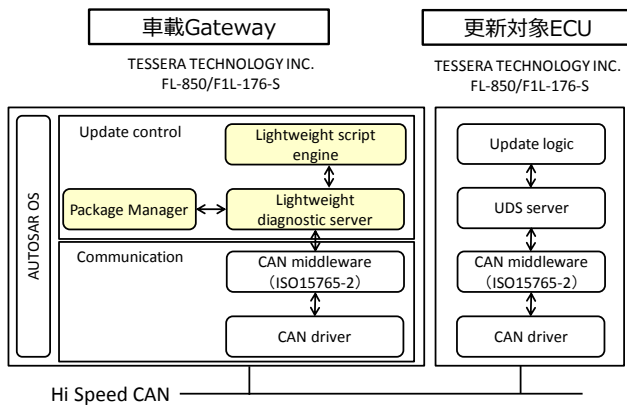 車載Gateway
TESSERA TECHNOLOGY INC.
FL-850/F1L-176-S
AUTOSAR OS
Update control
Lightweight script
engine
Package Manager
Lightweight
diagnostic server
Communication
CAN middleware
（ISO15765-2）
CAN driver
更新対象ECU
TESSERA TECHNOLOGY INC.
FL-850/F1L-176-S
Update logic
UDS server
CAN middleware
（ISO15765-2）
CAN driver
Hi Speed CAN